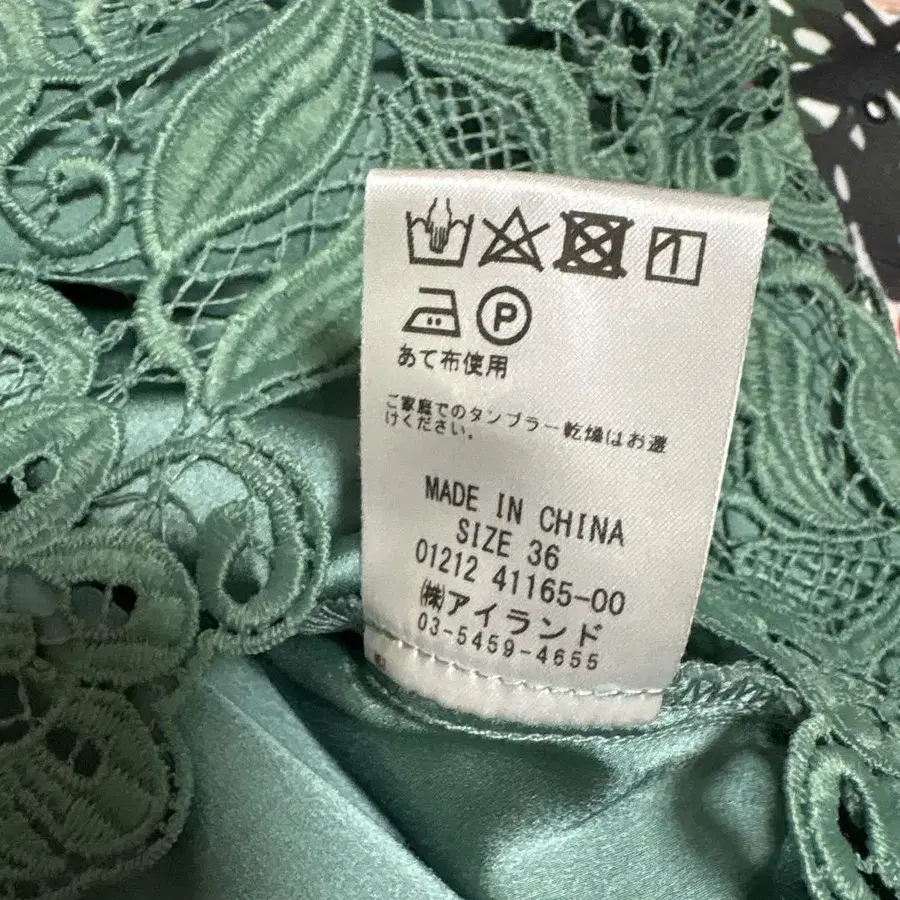 P
あて布使用
ご家庭でのタンブラー乾燥はお避
けください。
MADE IN CHINA
SIZE 36
01212 41165-00
㈱アイランド
03-5459-4655